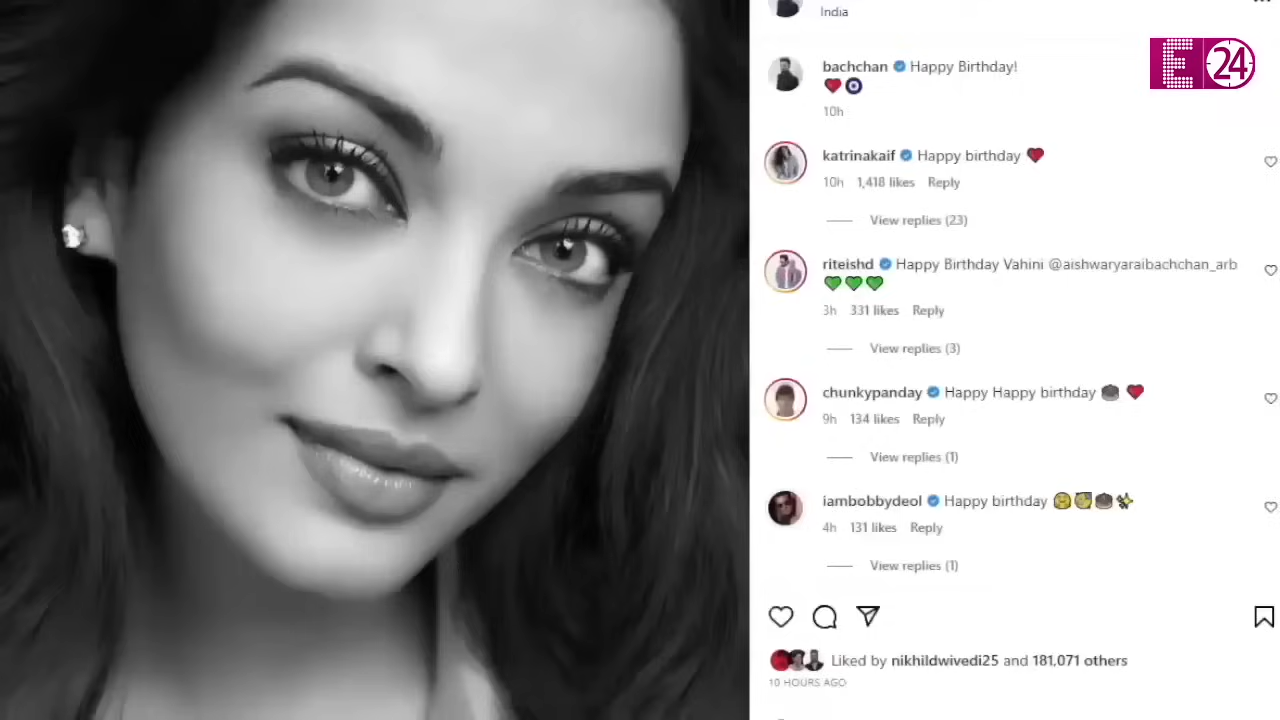 India
E 24
bachchan Happy Birthday!
❤️🧿
10h
katrinakaif Happy birthday ❤️
10h 1,418 likes Reply
View replies (23)
riteishd Happy Birthday Vahini @aishwaryaraibachchan_arb
💚💚💚
3h 331 likes Reply
View replies (3)
chunkypanday Happy Happy birthday 🎂 ❤️
9h 134 likes Reply
View replies (1)
iambobbydeol Happy birthday 🤗🥳🎂✨
4h 131 likes Reply
View replies (1)
Liked by nikhildwivedi25 and 181,071 others
10 HOURS AGO